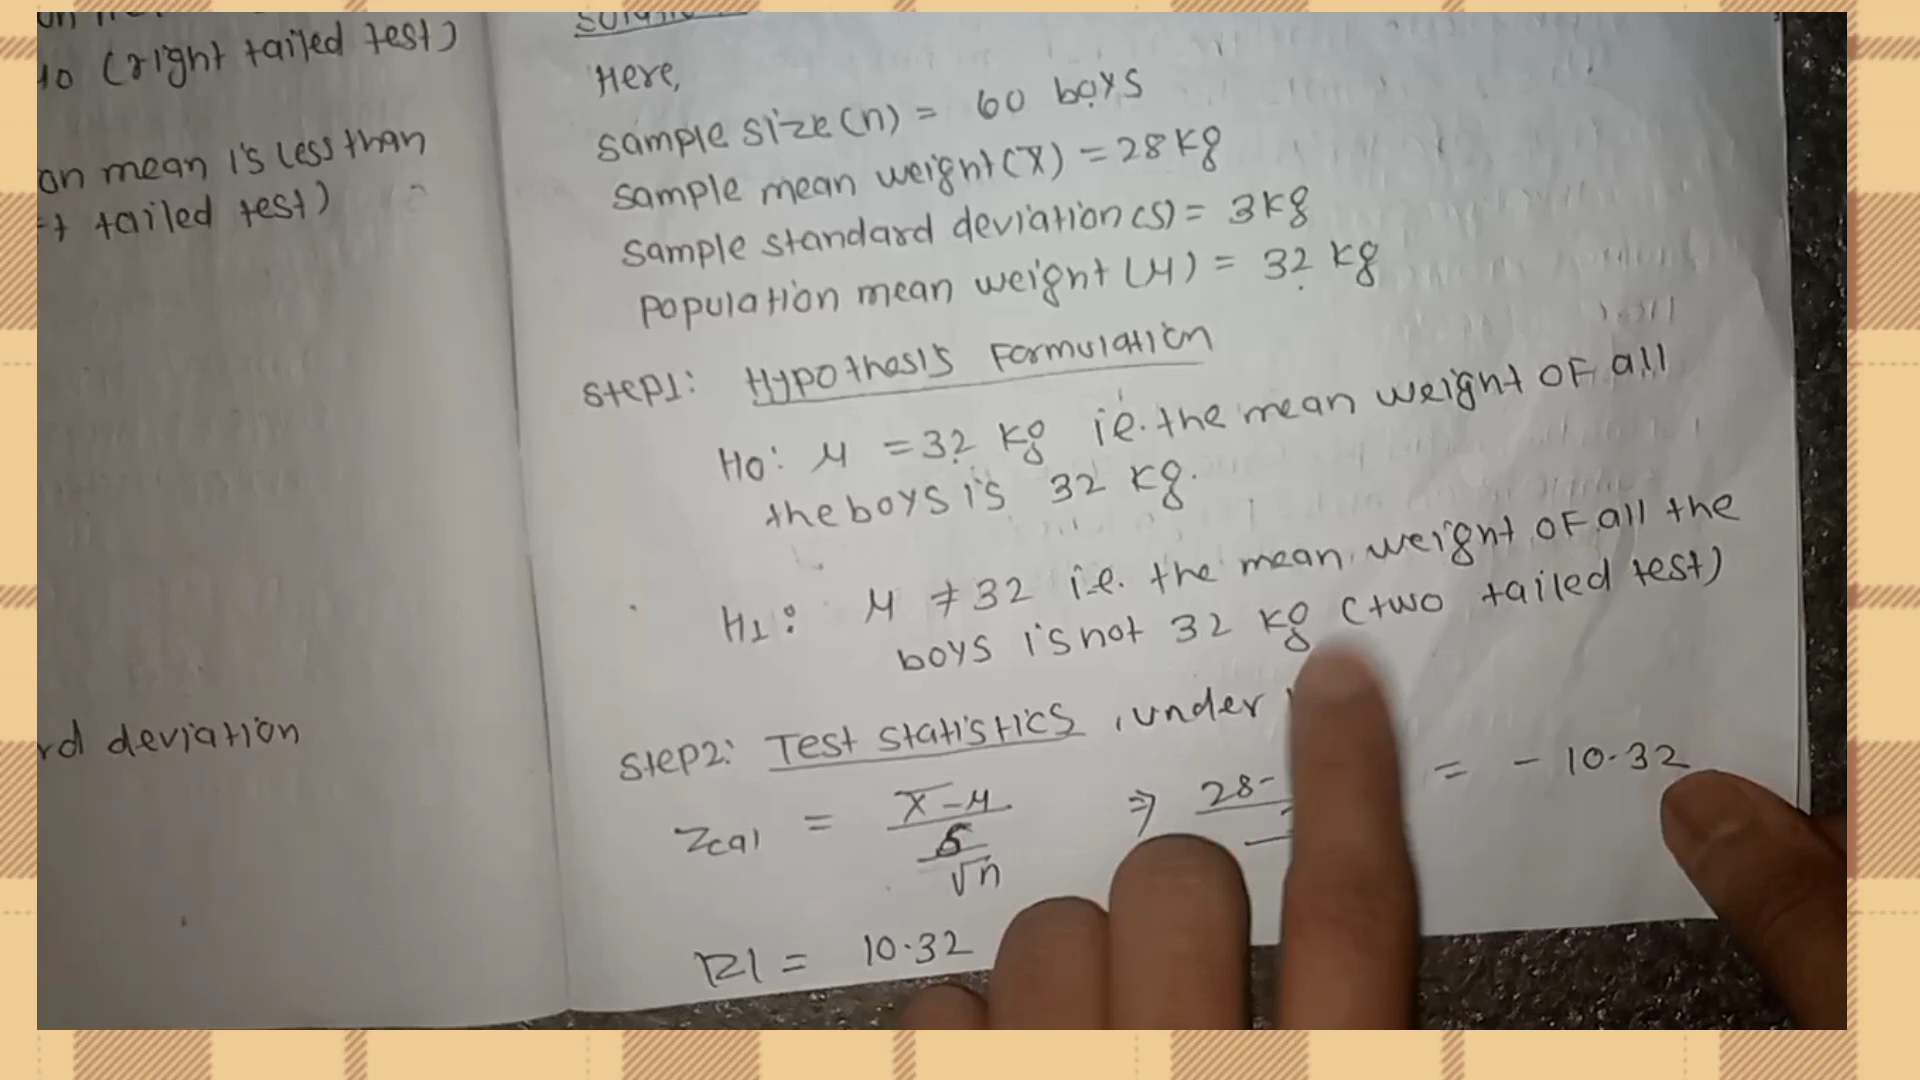 Ho (right tailed test)
on mean is less than
t tailed test)
rd deviation
Here,
sample size (n) = 60 boys
sample mean weight (x̄) = 28 kg
sample standard deviation (s) = 3 kg
population mean weight (μ) = 32 kg
step1: Hypothesis Formulation
H0: μ = 32 kg i.e. the mean weight of all
the boys is 32 kg.
H1: μ ≠ 32 i.e. the mean weight of all the
boys is not 32 kg (two tailed test)
step2: Test statistics, under
Zcal = x̄ - μ / s/√n ⇒ 28- = - 10.32
|Z| = 10.32